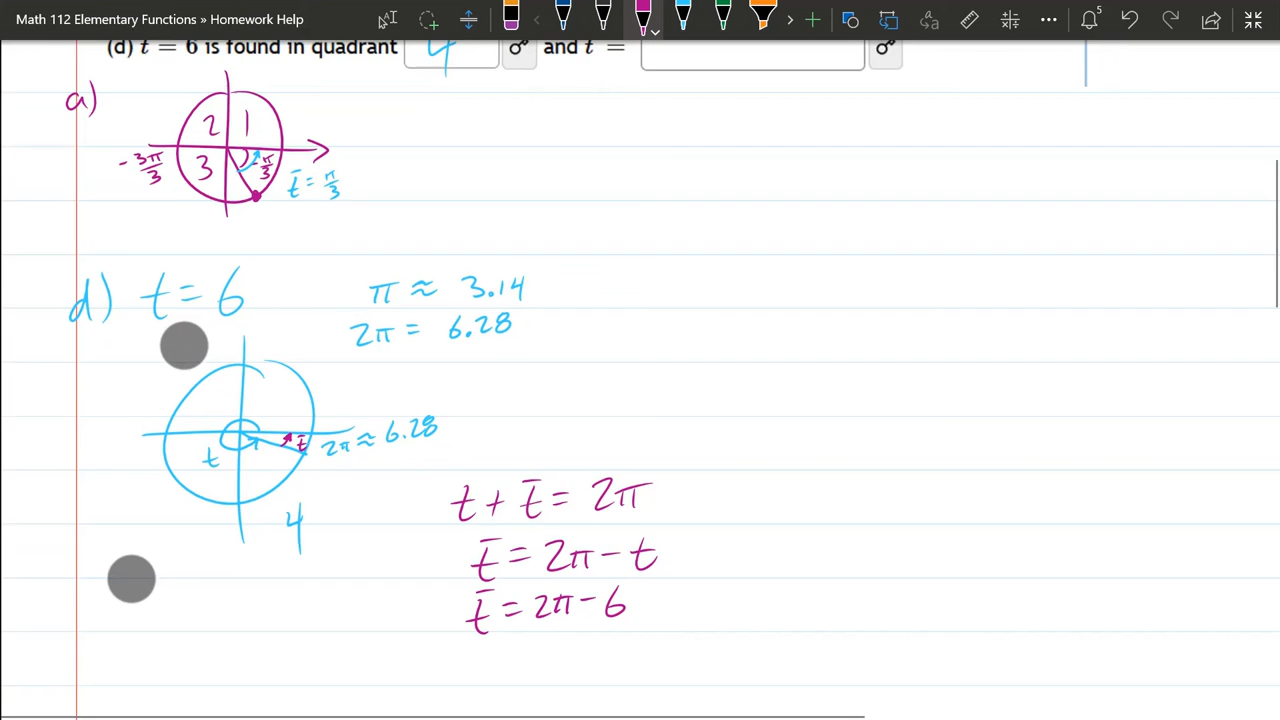 Math 112 Elementary Functions » Homework Help
5
(d) t = 6 is found in quadrant 4 and t =
a)
2 1
3
-3π/3
-π/3
t̄ = π/3
d) t = 6
π ≈ 3.14
2π = 6.28
t
t̄
2π ≈ 6.28
4
t + t̄ = 2π
t̄ = 2π - t
t̄ = 2π - 6